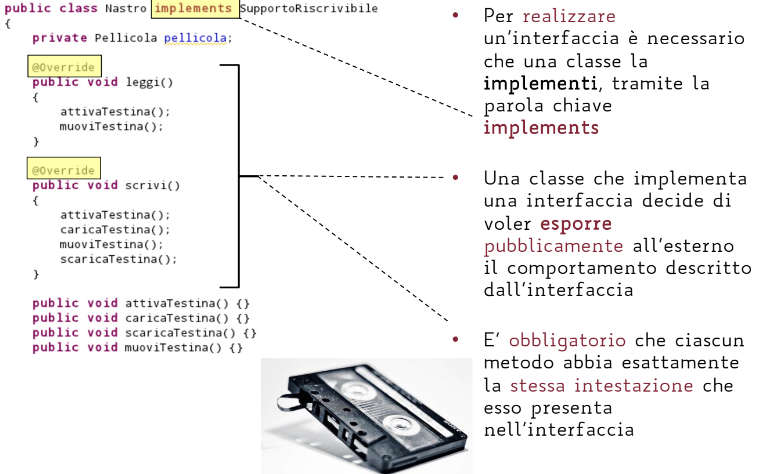 public class Nastro implements SupportoRiscrivibile
{
private Pellicola pellicola;
@Override
public void leggi()
{
attivaTestina();
muoviTestina();
}
@Override
public void scrivi()
{
attivaTestina();
caricaTestina();
muoviTestina();
scaricaTestina();
}
public void attivaTestina() {}
public void caricaTestina() {}
public void scaricaTestina() {}
public void muoviTestina() {}
• Per realizzare
un'interfaccia è necessario
che una classe la
implementi, tramite la
parola chiave
implements
• Una classe che implementa
una interfaccia decide di
voler esporre
pubblicamente all'esterno
il comportamento descritto
dall'interfaccia
• E' obbligatorio che ciascun
metodo abbia esattamente
la stessa intestazione che
esso presenta
nell'interfaccia